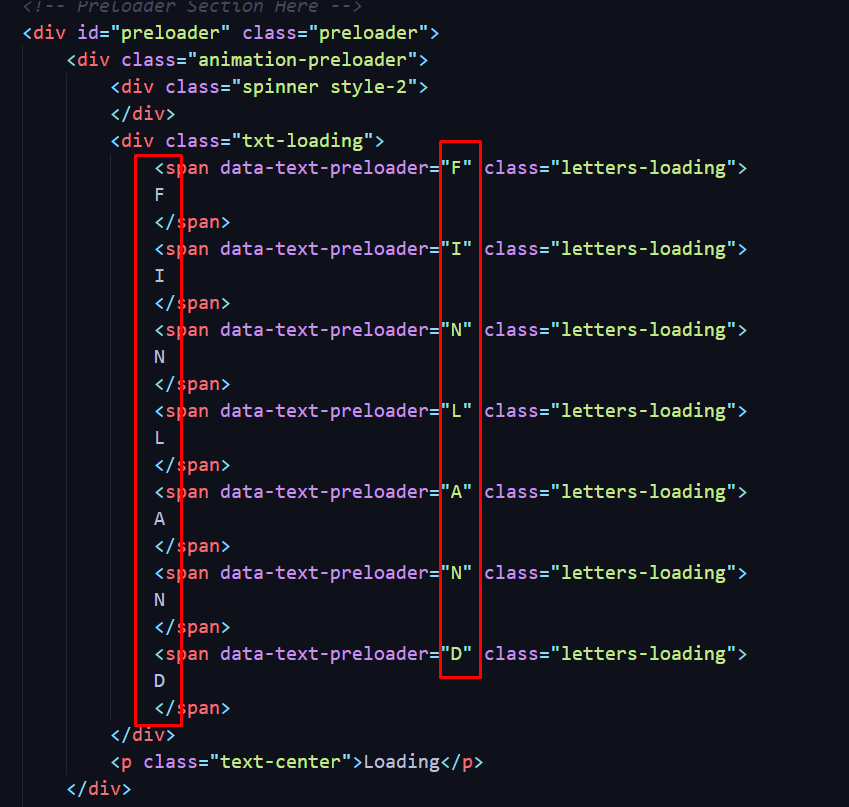 <!-- PreLoader Section Here -->
<div id="preloader" class="preloader">
<div class="animation-preloader">
<div class="spinner style-2">
</div>
<div class="txt-loading">
<span data-text-preloader="F" class="letters-loading">
F
</span>
<span data-text-preloader="I" class="letters-loading">
I
</span>
<span data-text-preloader="N" class="letters-loading">
N
</span>
<span data-text-preloader="L" class="letters-loading">
L
</span>
<span data-text-preloader="A" class="letters-loading">
A
</span>
<span data-text-preloader="N" class="letters-loading">
N
</span>
<span data-text-preloader="D" class="letters-loading">
D
</span>
</div>
<p class="text-center">Loading</p>
</div>